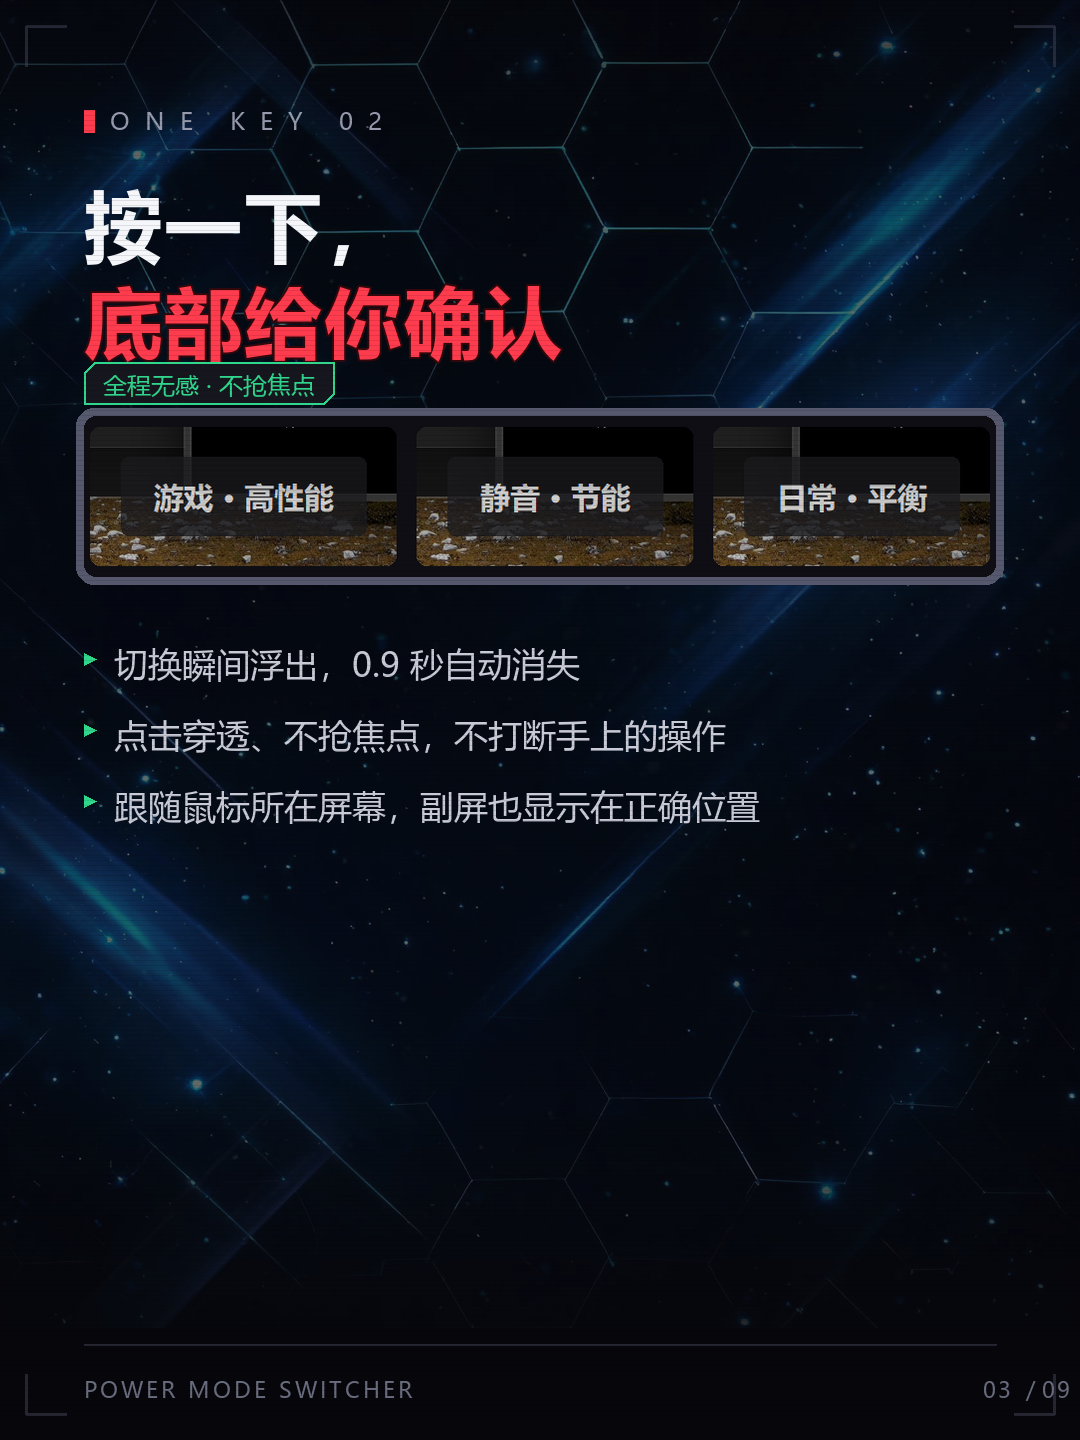 ONE KEY 02
按一下，
底部给你确认
全程无感 · 不抢焦点
游戏 • 高性能
静音 • 节能
日常 • 平衡
切换瞬间浮出，0.9 秒自动消失
点击穿透、不抢焦点，不打断手上的操作
跟随鼠标所在屏幕，副屏也显示在正确位置
POWER MODE SWITCHER
03 / 09